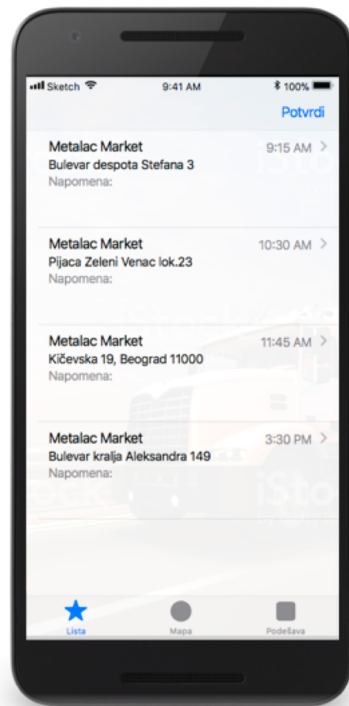 Sketch 9:41 AM 100%
Potvrdi
Metalac Market 9:15 AM
Bulevar despota Stefana 3
Napomena:
Metalac Market 10:30 AM
Pijaca Zeleni Venac lok.23
Napomena:
Metalac Market 11:45 AM
Kičevska 19, Beograd 11000
Napomena:
Metalac Market 3:30 PM
Bulevar kralja Aleksandra 149
Napomena:
iSto
Lista Mapa Podešava